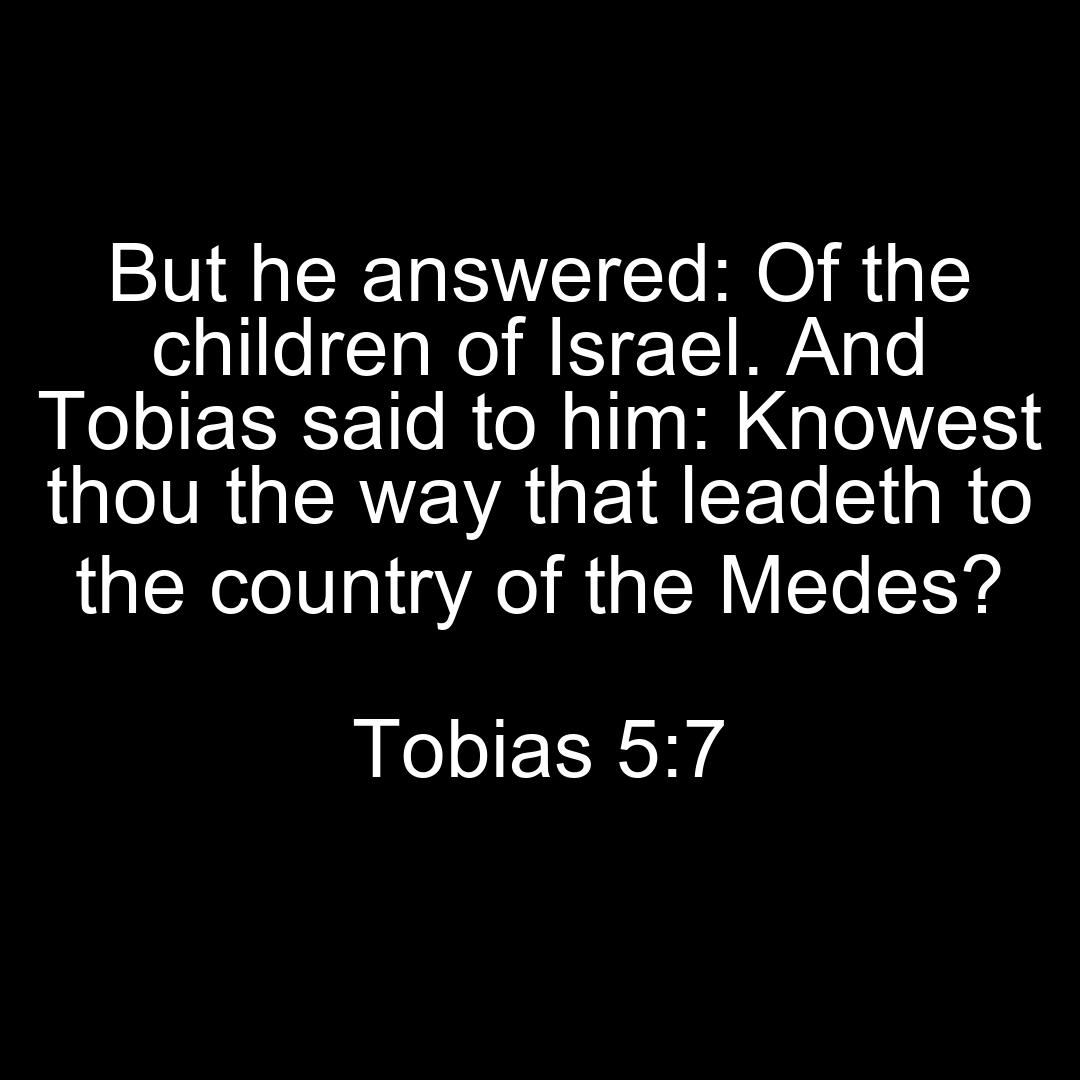 But he answered: Of the
children of Israel. And
Tobias said to him: Knowest
thou the way that leadeth to
the country of the Medes?
Tobias 5:7